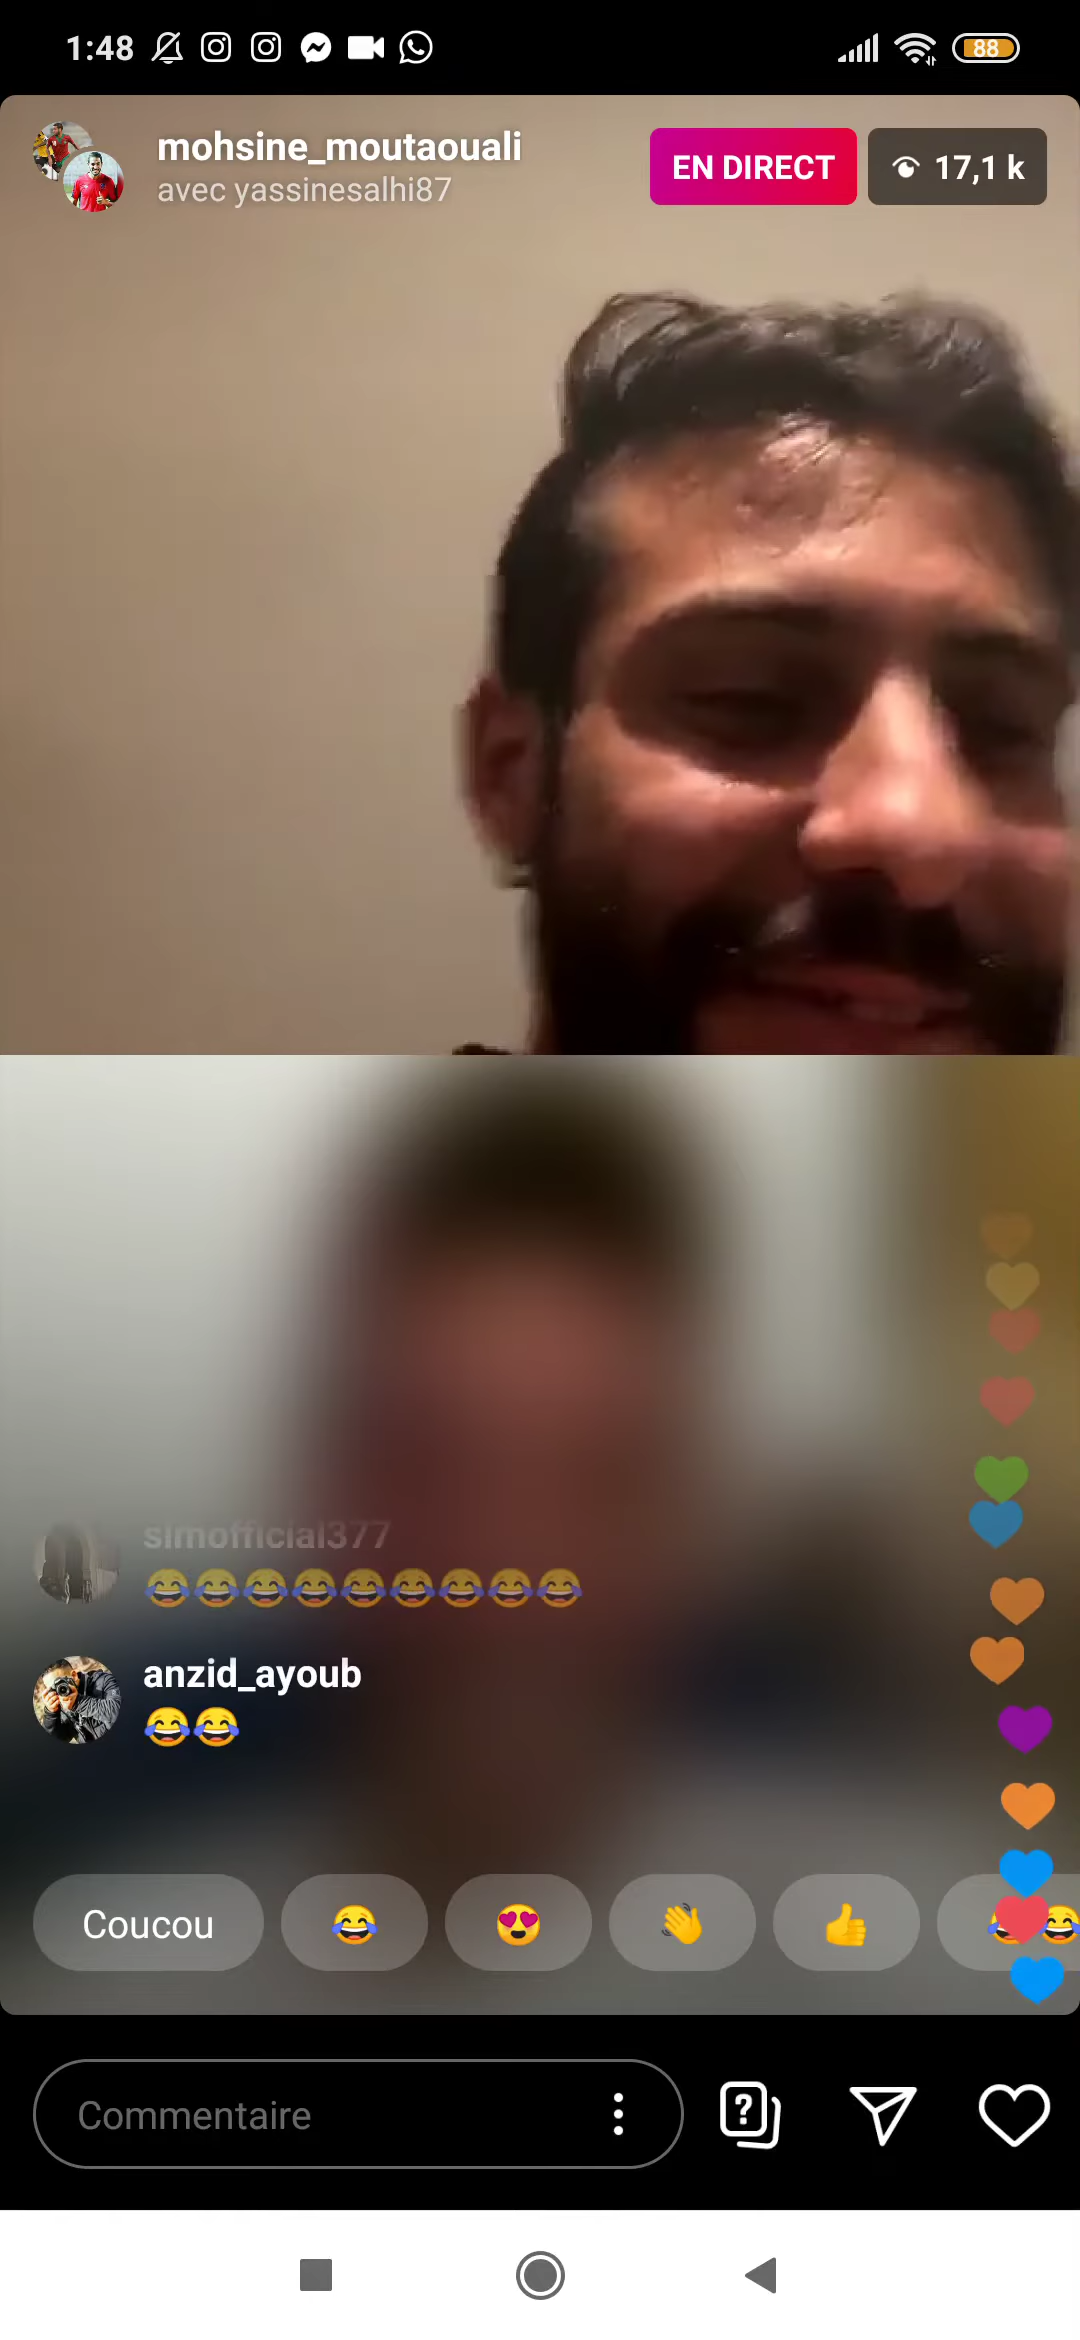 1:48
88
mohsine_moutaouali
avec yassinesalhi87
EN DIRECT
17,1 k
simofficial377
😂😂😂😂😂😂😂😂😂
anzid_ayoub
😂😂
Coucou
Commentaire